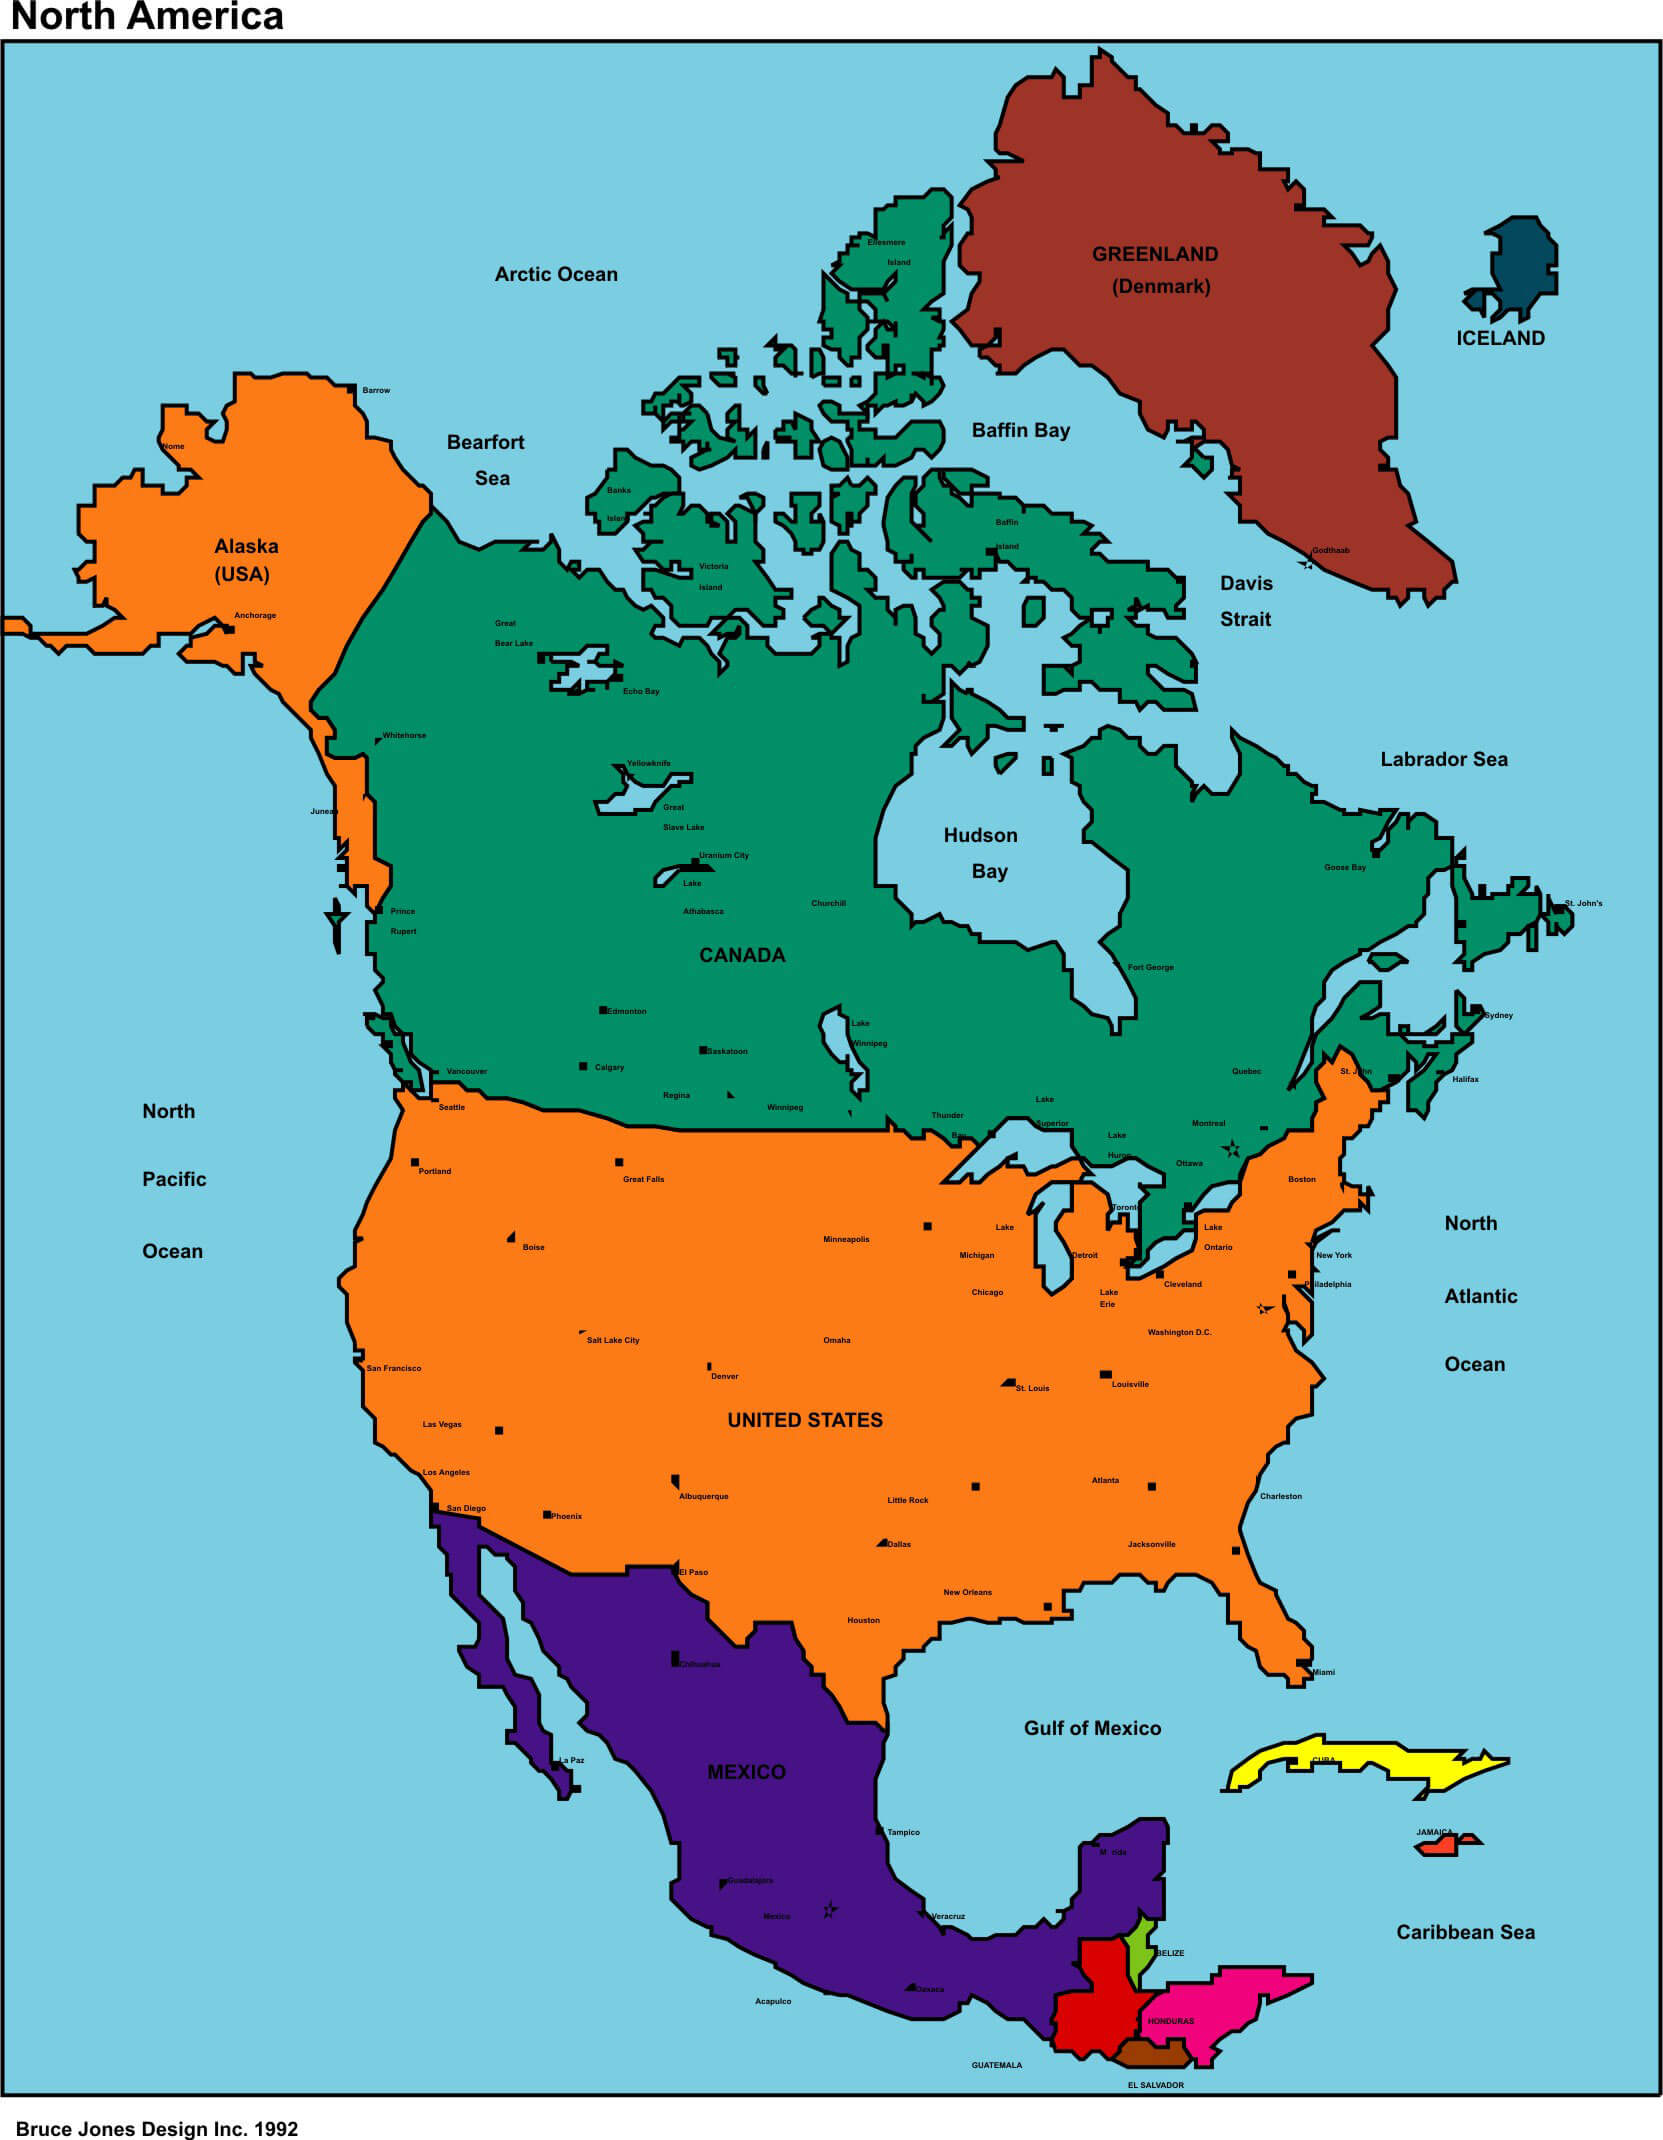 North America
Arctic Ocean
Ellesmere
Island
GREENLAND
(Denmark)
ICELAND
Barrow
Nome
Bearfort
Sea
Baffin Bay
Banks
Island
Baffin
Island
Alaska
(USA)
Victoria
Island
Godthaab
Davis
Strait
Anchorage
Great
Bear Lake
Echo Bay
Whitehorse
Yellowknife
Labrador Sea
Juneau
Great
Slave Lake
Hudson
Bay
Uranium City
Lake
Athabasca
Churchill
Goose Bay
St. John's
Prince
Rupert
CANADA
Fort George
Edmonton
Lake
Winnipeg
Sydney
Saskatoon
Calgary
Vancouver
Quebec
St. John
Halifax
Regina
Winnipeg
Seattle
Thunder
Bay
Lake
Superior
North
Pacific
Ocean
Lake
Huron
Montreal
Ottawa
Portland
Great Falls
Boston
Toronto
Boise
Minneapolis
Lake
Michigan
Detroit
Lake
Ontario
North
Atlantic
Ocean
New York
Chicago
Lake
Erie
Cleveland
Philadelphia
Salt Lake City
Omaha
Washington D.C.
San Francisco
Denver
St. Louis
Louisville
Las Vegas
UNITED STATES
Los Angeles
Albuquerque
Little Rock
Atlanta
Charleston
San Diego
Phoenix
Dallas
Jacksonville
El Paso
New Orleans
Houston
Chihuahua
Miami
Gulf of Mexico
La Paz
MEXICO
CUBA
Tampico
JAMAICA
M rida
Guadalajara
Mexico
Veracruz
Caribbean Sea
BELIZE
Oaxaca
Acapulco
HONDURAS
GUATEMALA
EL SALVADOR
Bruce Jones Design Inc. 1992